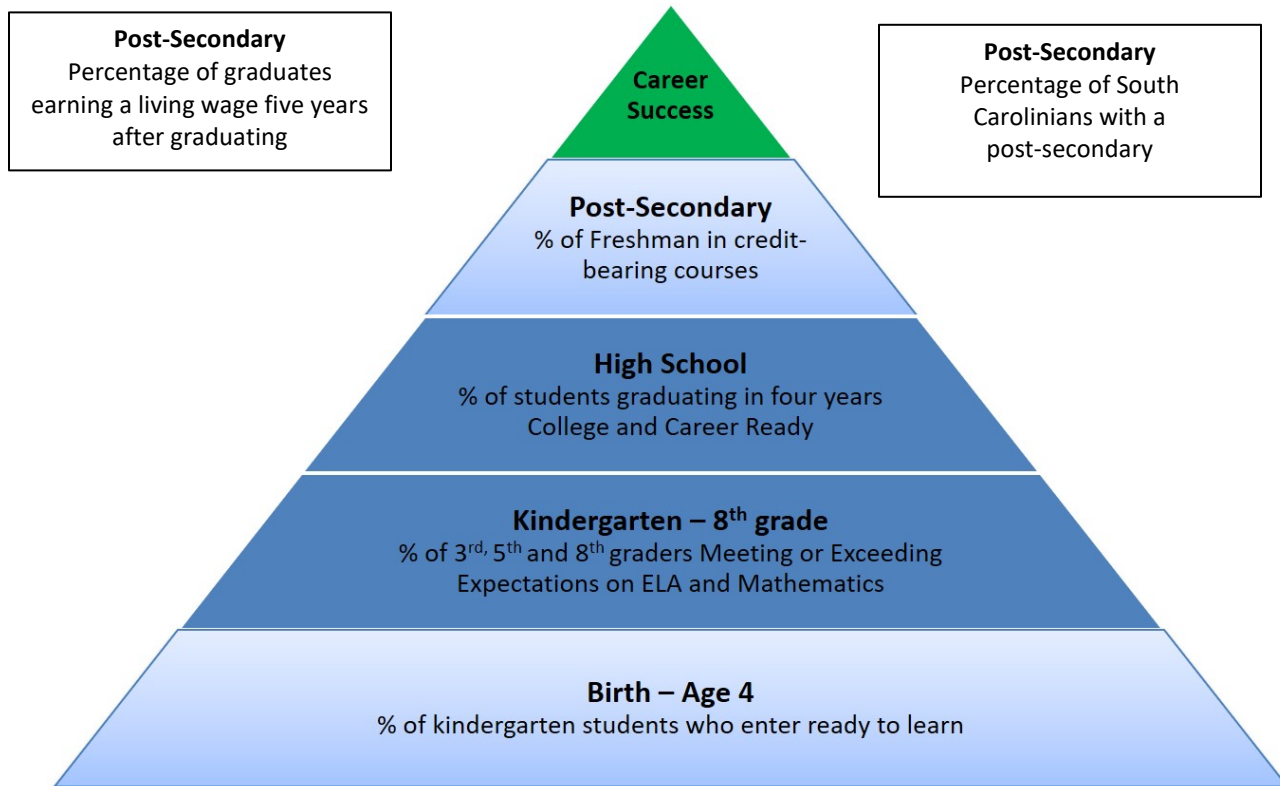 Post-Secondary
Percentage of graduates
earning a living wage five years
after graduating
Post-Secondary
Percentage of South
Carolinians with a
post-secondary
Career
Success
Post-Secondary
% of Freshman in credit-
bearing courses
High School
% of students graduating in four years
College and Career Ready
Kindergarten – 8th grade
% of 3rd, 5th and 8th graders Meeting or Exceeding
Expectations on ELA and Mathematics
Birth – Age 4
% of kindergarten students who enter ready to learn